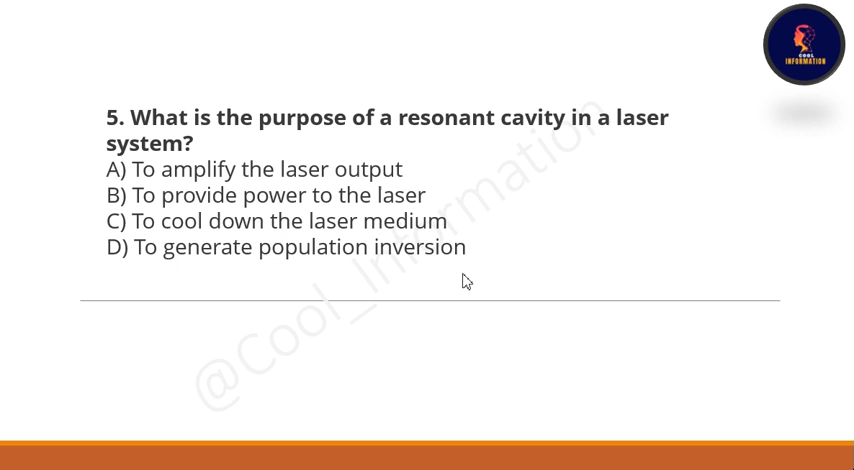 COOL
INFORMATION
5. What is the purpose of a resonant cavity in a laser
system?
A) To amplify the laser output
B) To provide power to the laser
C) To cool down the laser medium
D) To generate population inversion
@Cool_Information